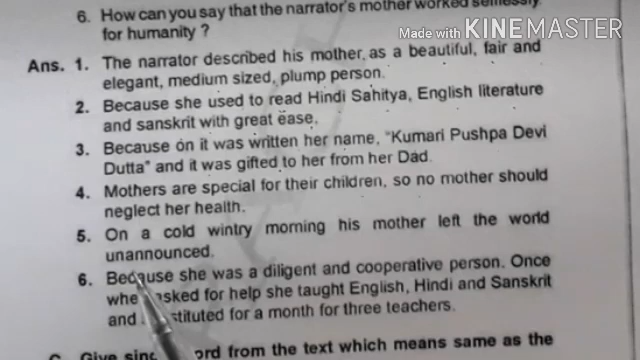 6. How can you say that the narrator's mother worked selflessly
for humanity ?
Made with KINEMASTER
Ans. 1. The narrator described his mother as a beautiful, fair and
elegant, medium sized, plump person.
2. Because she used to read Hindi Sahitya, English literature
and sanskrit with great ease.
3. Because on it was written her name, "Kumari Pushpa Devi
Dutta" and it was gifted to her from her Dad.
4. Mothers are special for their children, so no mother should
neglect her health.
5. On a cold wintry morning his mother left the world
unannounced.
6. Because she was a diligent and cooperative person. Once
asked for help she taught English, Hindi and Sanskrit
and for a month for three teachers.
from the text which means same as the